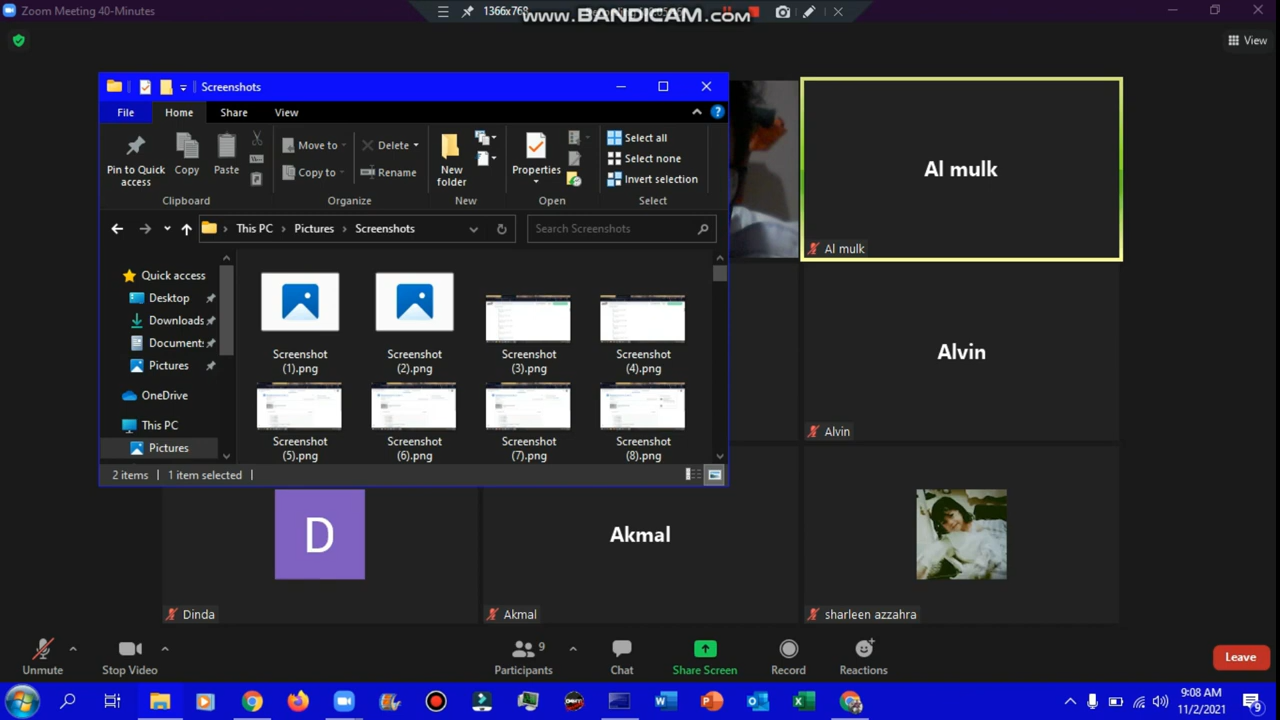 Zoom Meeting 40-Minutes
1366x768
www.BANDICAM.com
View
Screenshots
File
Home
Share
View
Pin to Quick access
Copy
Paste
Clipboard
Move to
Copy to
Delete
Rename
Organize
New folder
New
Properties
Open
Select all
Select none
Invert selection
Select
This PC
Pictures
Screenshots
Search Screenshots
Quick access
Desktop
Downloads
Document:
Pictures
OneDrive
This PC
Pictures
Screenshot (1).png
Screenshot (2).png
Screenshot (3).png
Screenshot (4).png
Screenshot (5).png
Screenshot (6).png
Screenshot (7).png
Screenshot (8).png
2 items
1 item selected
Al mulk
Al mulk
Alvin
Alvin
D
Dinda
Akmal
Akmal
sharleen azzahra
Unmute
Stop Video
9
Participants
Chat
Share Screen
Record
Reactions
Leave
9:08 AM
11/2/2021
9